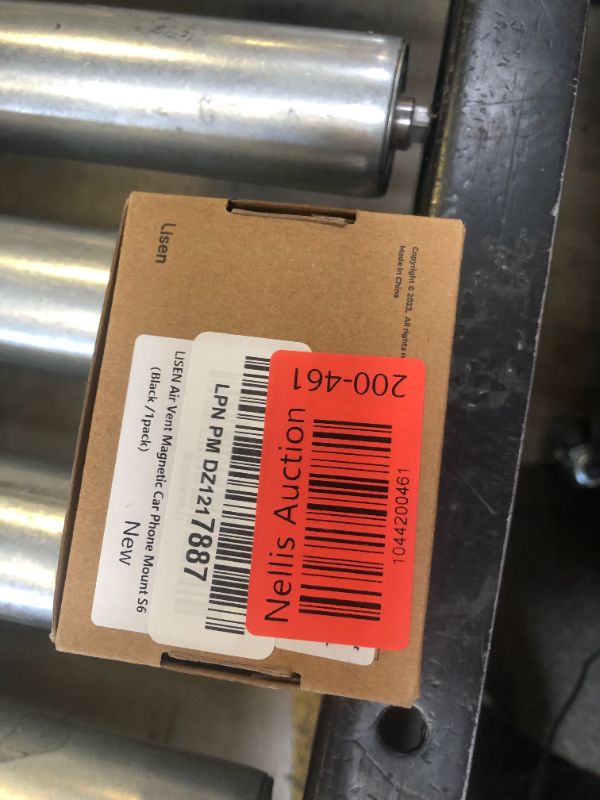 Lisen
Copyright © 2023. All rights
Made in China
LISEN Air Vent Magnetic Car Phone Mount S6
(Black /1pack)
New
LPN PM DZ1217887
200-461
Nellis Auction
1044200461